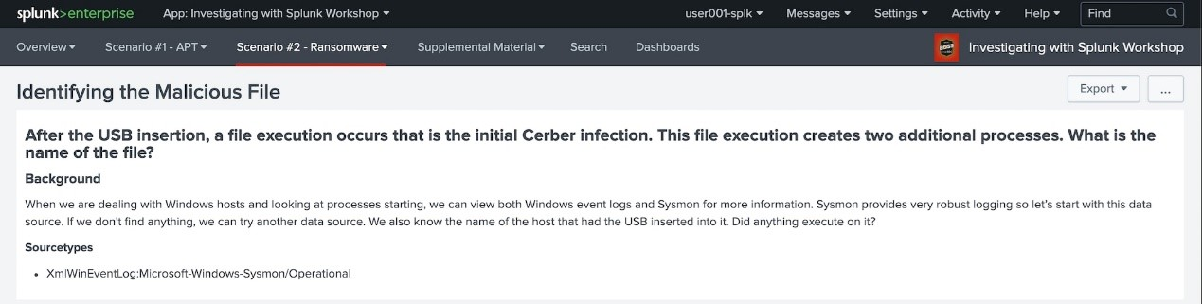 splunk>enterprise App: Investigating with Splunk Workshop user001-splk Messages Settings Activity Help Find
Overview Scenario #1 - APT Scenario #2 - Ransomware Supplemental Material Search Dashboards Investigating with Splunk Workshop
Identifying the Malicious File Export ...
After the USB insertion, a file execution occurs that is the initial Cerber infection. This file execution creates two additional processes. What is the
name of the file?
Background
When we are dealing with Windows hosts and looking at processes starting, we can view both Windows event logs and Sysmon for more information. Sysmon provides very robust logging so let's start with this data
source. If we don't find anything, we can try another data source. We also know the name of the host that had the USB inserted into it. Did anything execute on it?
Sourcetypes
• XmlWinEventLog:Microsoft-Windows-Sysmon/Operational